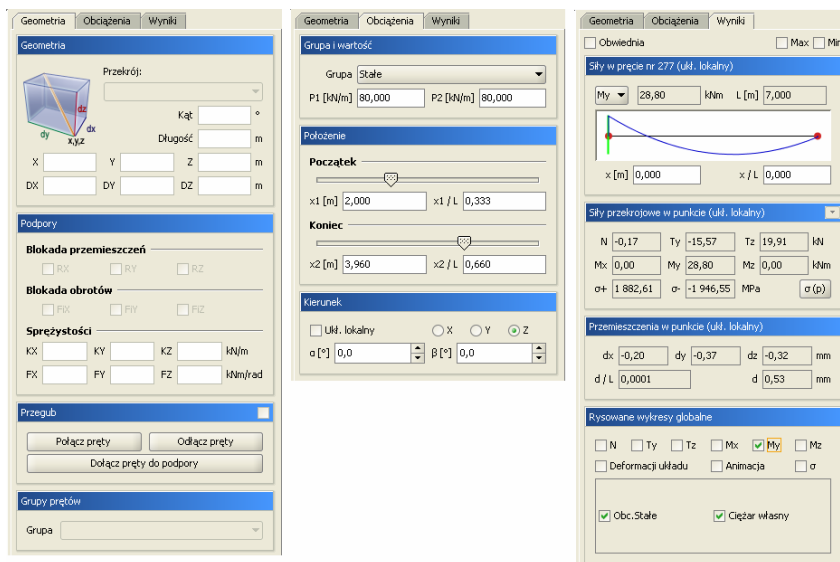 Geometria Obciążenia Wyniki
Geometria
Przekrój:
Kąt °
Długość m
dz
dx
dy
x,y,z
X Y Z m
DX DY DZ m
Podpory
Blokada przemieszczeń
RX RY RZ
Blokada obrotów
FiX FiY FiZ
Sprężystości
KX KY KZ kN/m
FX FY FZ kNm/rad
Przegub
Połącz pręty Odłącz pręty
Dołącz pręty do podpory
Grupy prętów
Grupa
Geometria Obciążenia Wyniki
Grupa i wartość
Grupa Stałe
P1 [kN/m] 80,000 P2 [kN/m] 80,000
Położenie
Początek
x1 [m] 2,000 x1 / L 0,333
Koniec
x2 [m] 3,960 x2 / L 0,660
Kierunek
Ukł. lokalny X Y Z
α [°] 0,0 β [°] 0,0
Geometria Obciążenia Wyniki
Obwiednia Max Min
Siły w pręcie nr 277 (ukł. lokalny)
My 28,80 kNm L [m] 7,000
x [m] 0,000 x / L 0,000
Siły przekrojowe w punkcie (ukł. lokalny)
N -0,17 Ty -15,57 Tz 19,91 kN
Mx 0,00 My 28,80 Mz 0,00 kNm
σ+ 1 882,61 σ- -1 946,55 MPa σ (p)
Przemieszczenia w punkcie (ukł. lokalny)
dx -0,20 dy -0,37 dz -0,32 mm
d / L 0,0001 d 0,53 mm
Rysowane wykresy globalne
N Ty Tz Mx My Mz
Deformacji układu Animacja σ
Obc.Stałe Ciężar własny